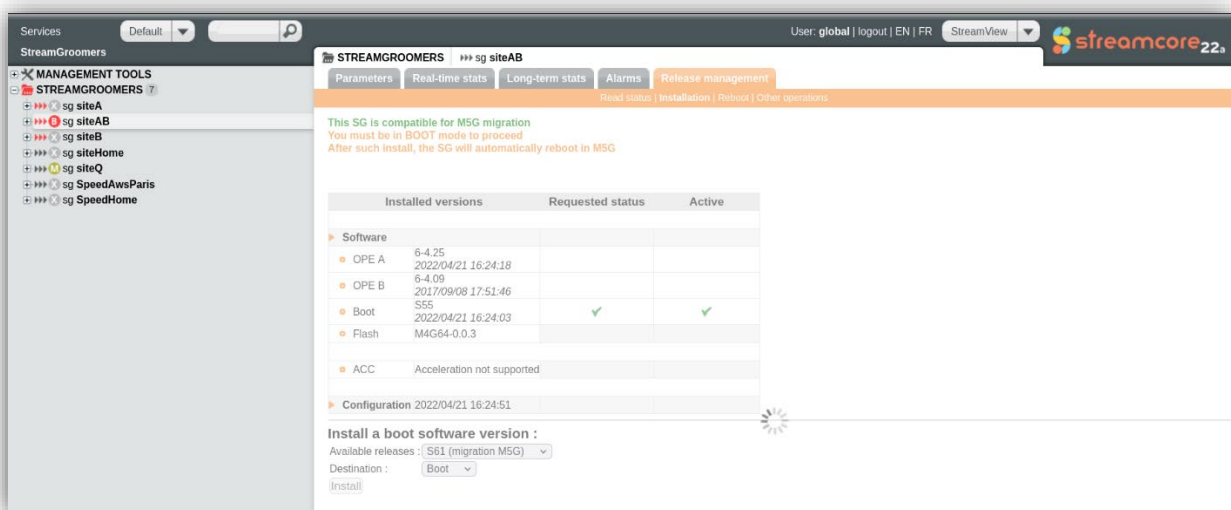 Services
Default
User: global | logout | EN | FR
StreamView
streamcore22a
StreamGroomers
STREAMGROOMERS
sg siteAB
MANAGEMENT TOOLS
STREAMGROOMERS 7
X sg siteA
B sg siteAB
X sg siteB
X sg siteHome
M sg siteQ
X sg SpeedAwsParis
X sg SpeedHome
Parameters
Real-time stats
Long-term stats
Alarms
Release management
Read status | Installation | Reboot | Other operations
This SG is compatible for M5G migration
You must be in BOOT mode to proceed
After such install, the SG will automatically reboot in M5G
Installed versions Requested status Active
Software
OPE A 6-4.25
2022/04/21 16:24:18
OPE B 6-4.09
2017/09/08 17:51:46
Boot S55
2022/04/21 16:24:03
Flash M4G64-0.0.3
ACC Acceleration not supported
Configuration 2022/04/21 16:24:51
Install a boot software version :
Available releases : S61 (migration M5G)
Destination : Boot
Install